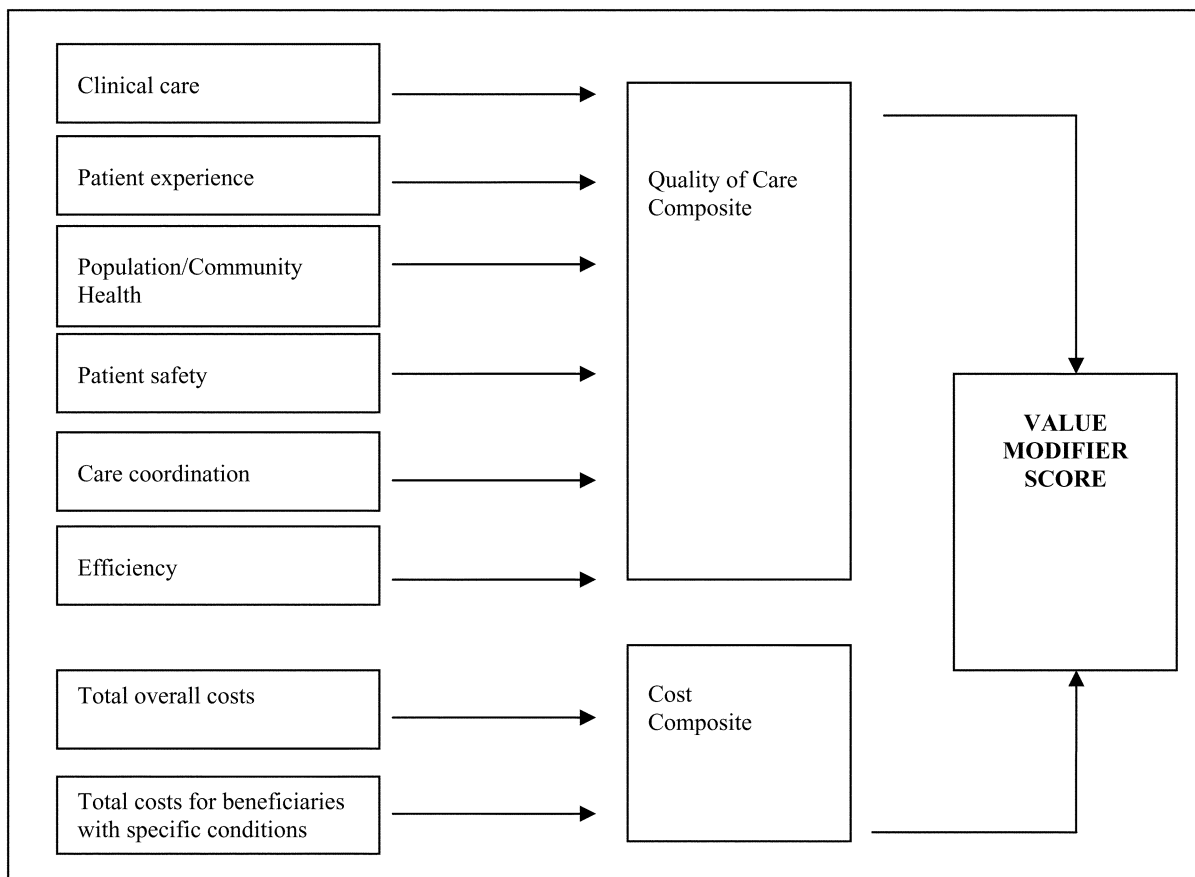 Clinical care
Patient experience
Population/Community
Health
Patient safety
Care coordination
Efficiency
Quality of Care
Composite
Total overall costs
Total costs for beneficiaries
with specific conditions
Cost
Composite
VALUE
MODIFIER
SCORE